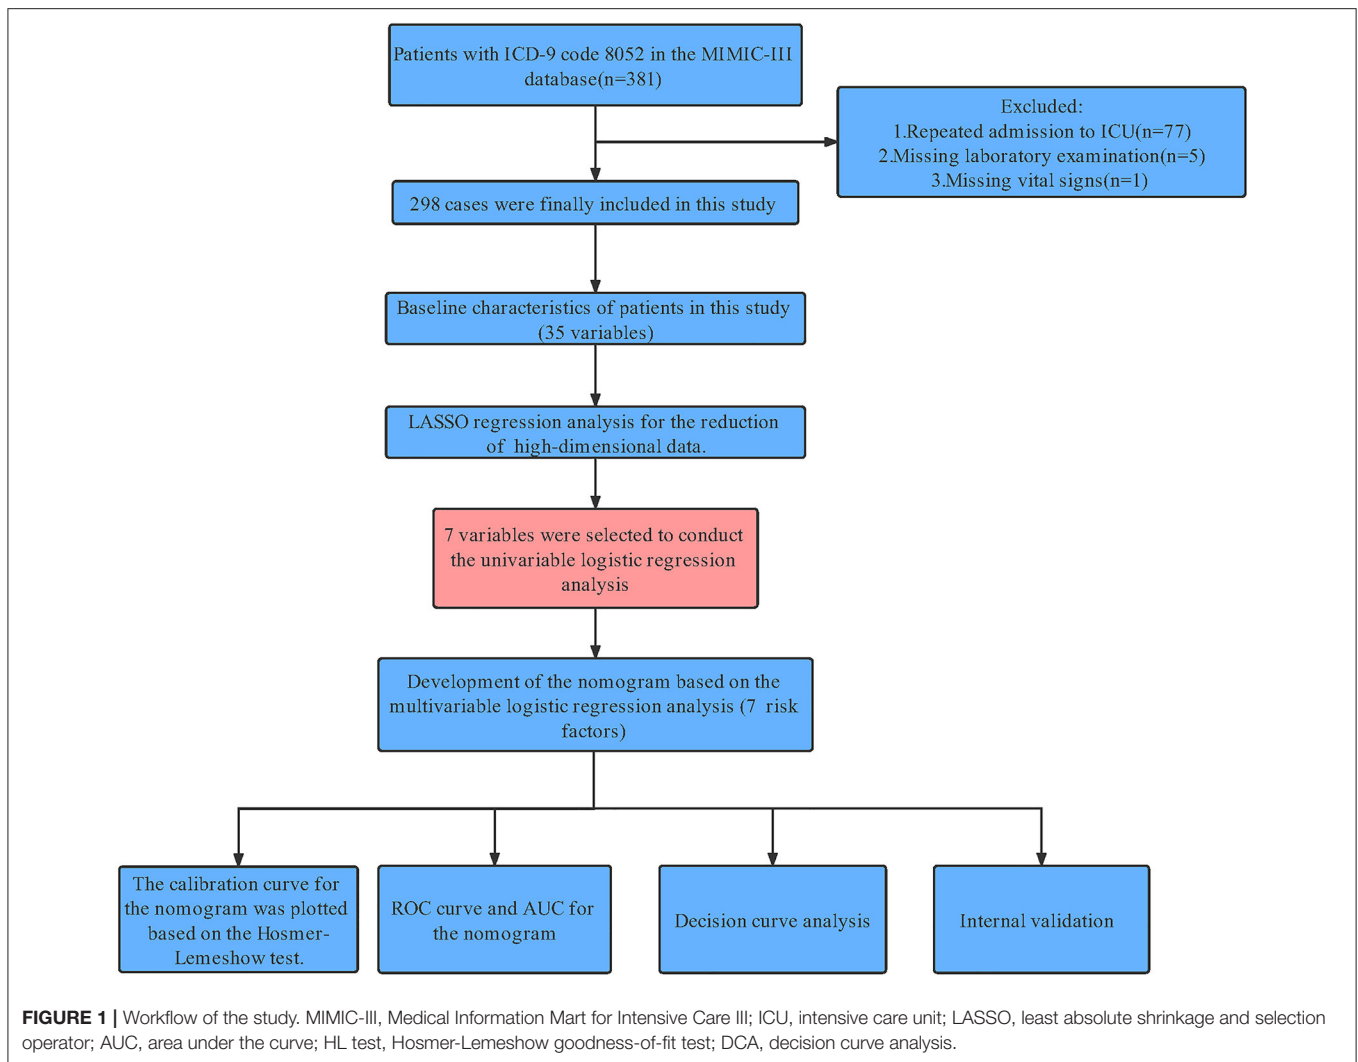 Patients with ICD-9 code 8052 in the MIMIC-III
database(n=381)
Excluded:
1.Repeated admission to ICU(n=77)
2.Missing laboratory examination(n=5)
3.Missing vital signs(n=1)
298 cases were finally included in this study
Baseline characteristics of patients in this study
(35 variables)
LASSO regression analysis for the reduction
of high-dimensional data.
7 variables were selected to conduct
the univariable logistic regression
analysis
Development of the nomogram based on the
multivariable logistic regression analysis (7 risk
factors)
The calibration curve for
the nomogram was plotted
based on the Hosmer-
Lemeshow test.
ROC curve and AUC for
the nomogram
Decision curve analysis
Internal validation
FIGURE 1 | Workflow of the study. MIMIC-III, Medical Information Mart for Intensive Care III; ICU, intensive care unit; LASSO, least absolute shrinkage and selection
operator; AUC, area under the curve; HL test, Hosmer-Lemeshow goodness-of-fit test; DCA, decision curve analysis.